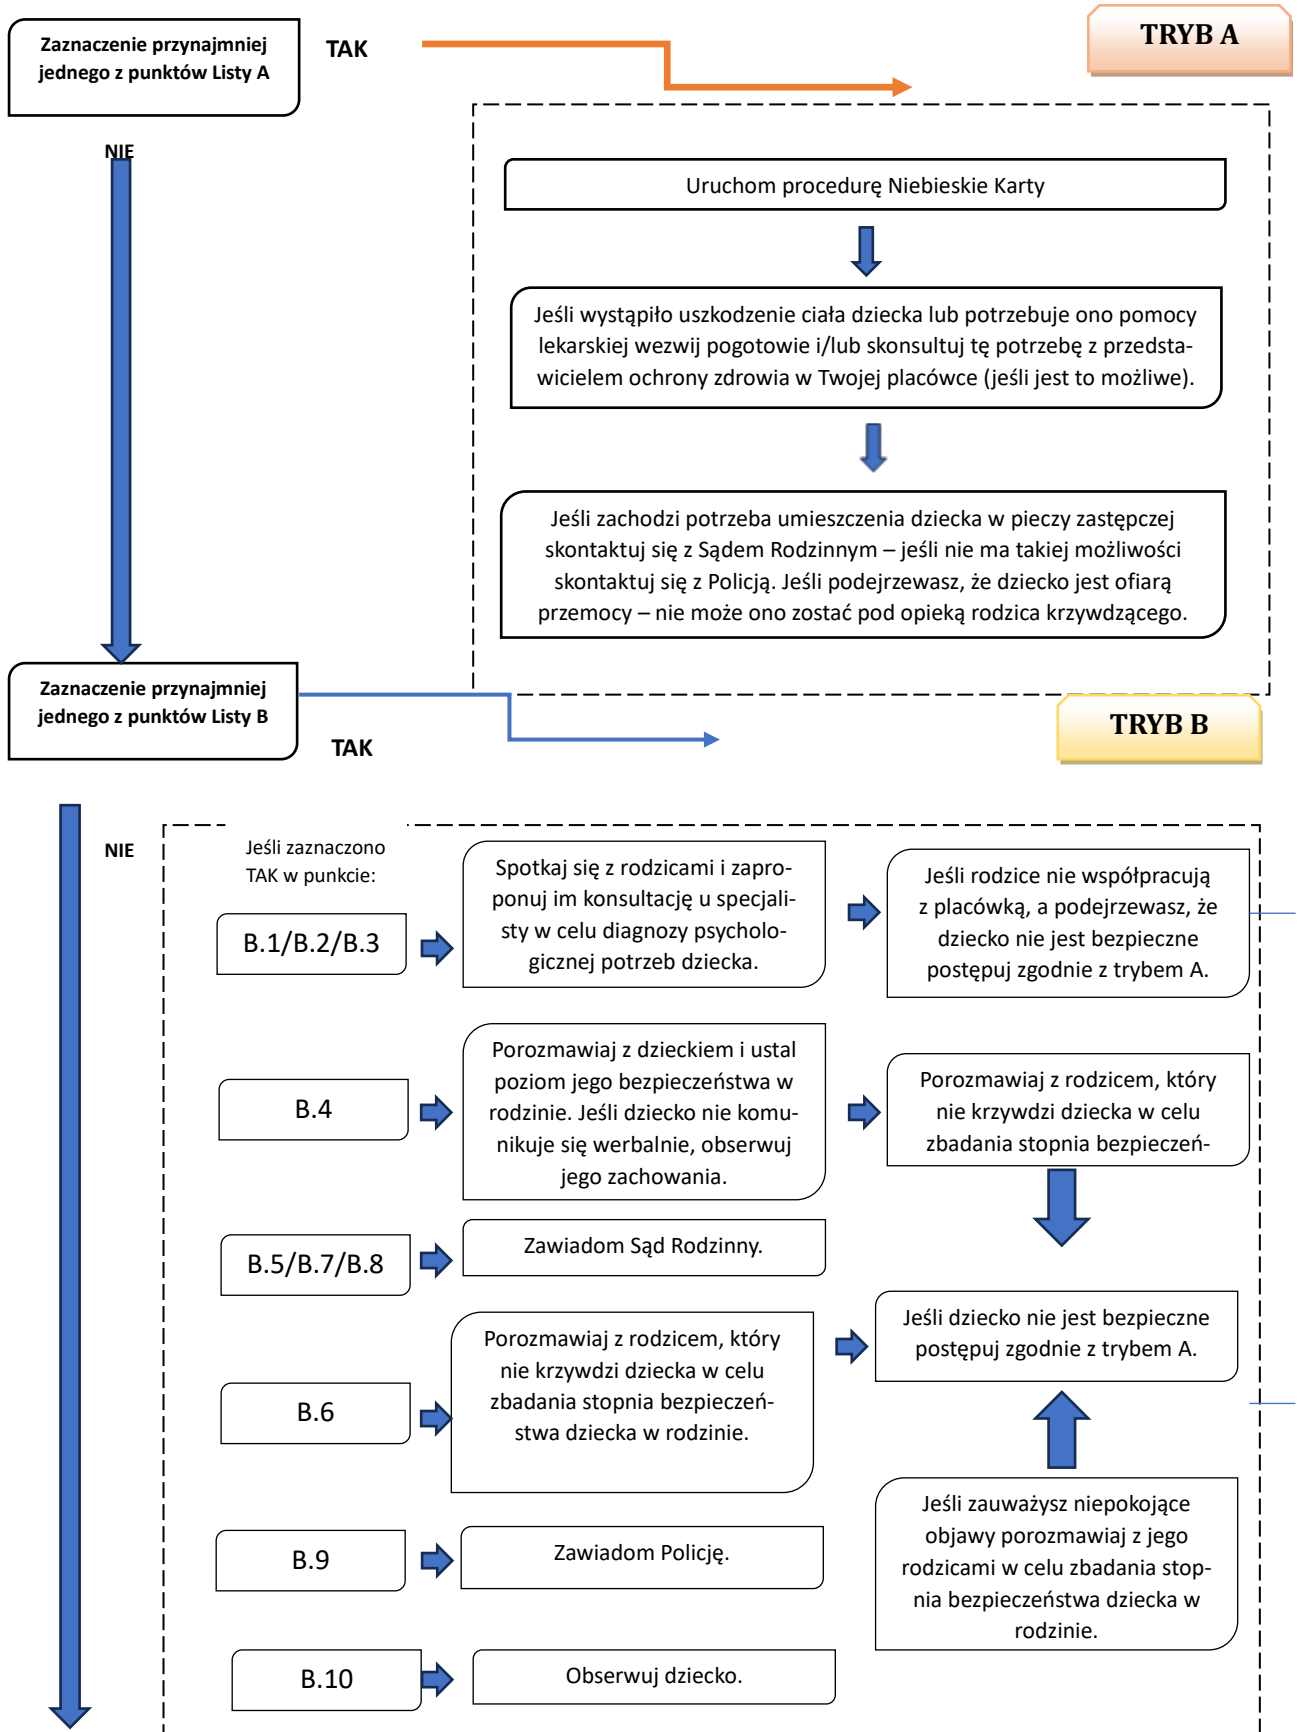 Zaznaczenie przynajmniej
jednego z punktów Listy A
TAK
TRYB A
NIE
Uruchom procedurę Niebieskie Karty
Jeśli wystąpiło uszkodzenie ciała dziecka lub potrzebuje ono pomocy
lekarskiej wezwij pogotowie i/lub skonsultuj tę potrzebę z przedsta-
wicielem ochrony zdrowia w Twojej placówce (jeśli jest to możliwe).
Jeśli zachodzi potrzeba umieszczenia dziecka w pieczy zastępczej
skontaktuj się z Sądem Rodzinnym – jeśli nie ma takiej możliwości
skontaktuj się z Policją. Jeśli podejrzewasz, że dziecko jest ofiarą
przemocy – nie może ono zostać pod opieką rodzica krzywdzącego.
Zaznaczenie przynajmniej
jednego z punktów Listy B
TAK
TRYB B
NIE
Jeśli zaznaczono
TAK w punkcie:
B.1/B.2/B.3
Spotkaj się z rodzicami i zapro-
ponuj im konsultację u specjali-
sty w celu diagnozy psycholo-
gicznej potrzeb dziecka.
Jeśli rodzice nie współpracują
z placówką, a podejrzewasz, że
dziecko nie jest bezpieczne
postępuj zgodnie z trybem A.
B.4
Porozmawiaj z dzieckiem i ustal
poziom jego bezpieczeństwa w
rodzinie. Jeśli dziecko nie komu-
nikuje się werbalnie, obserwuj
jego zachowania.
Porozmawiaj z rodzicem, który
nie krzywdzi dziecka w celu
zbadania stopnia bezpieczeń-
B.5/B.7/B.8
Zawiadom Sąd Rodzinny.
B.6
Porozmawiaj z rodzicem, który
nie krzywdzi dziecka w celu
zbadania stopnia bezpieczeń-
stwa dziecka w rodzinie.
Jeśli dziecko nie jest bezpieczne
postępuj zgodnie z trybem A.
B.9
Zawiadom Policję.
Jeśli zauważysz niepokojące
objawy porozmawiaj z jego
rodzicami w celu zbadania stop-
nia bezpieczeństwa dziecka w
rodzinie.
B.10
Obserwuj dziecko.